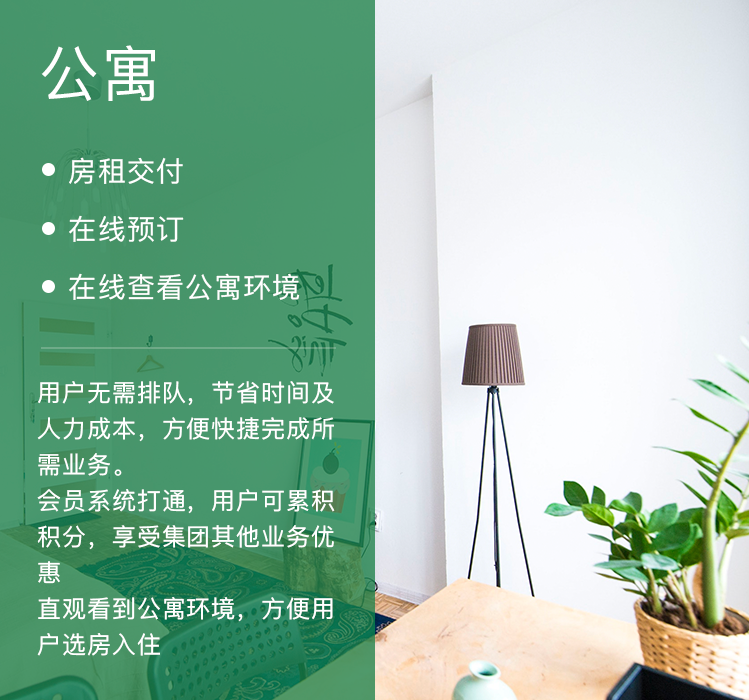 公寓
房租交付
在线预订
在线查看公寓环境
用户无需排队，节省时间及
人力成本，方便快捷完成所
需业务。
会员系统打通，用户可累积
积分，享受集团其他业务优
惠
直观看到公寓环境，方便用
户选房入住